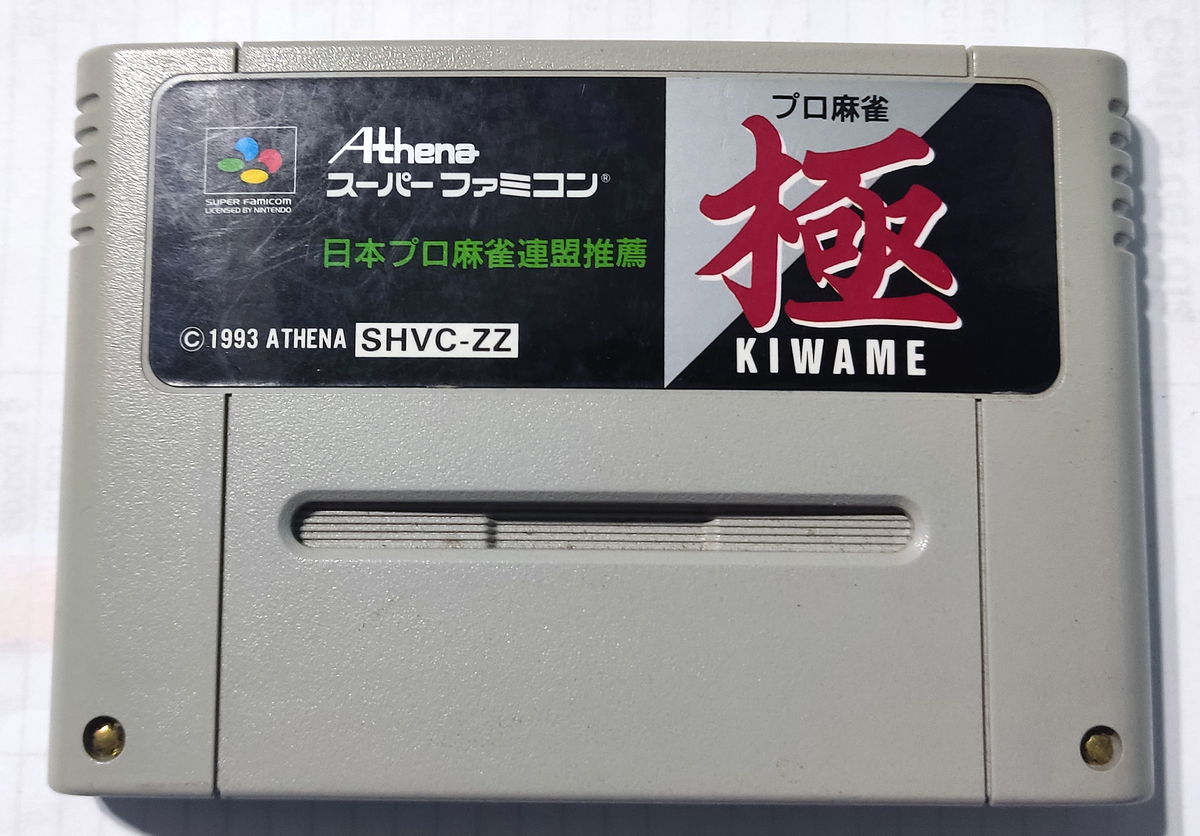 SUPER FAMICOM
LICENSED BY NINTENDO
Athena
スーパーファミコン®
日本プロ麻雀連盟推薦
©1993 ATHENA SHVC-ZZ
プロ麻雀
極
KIWAME